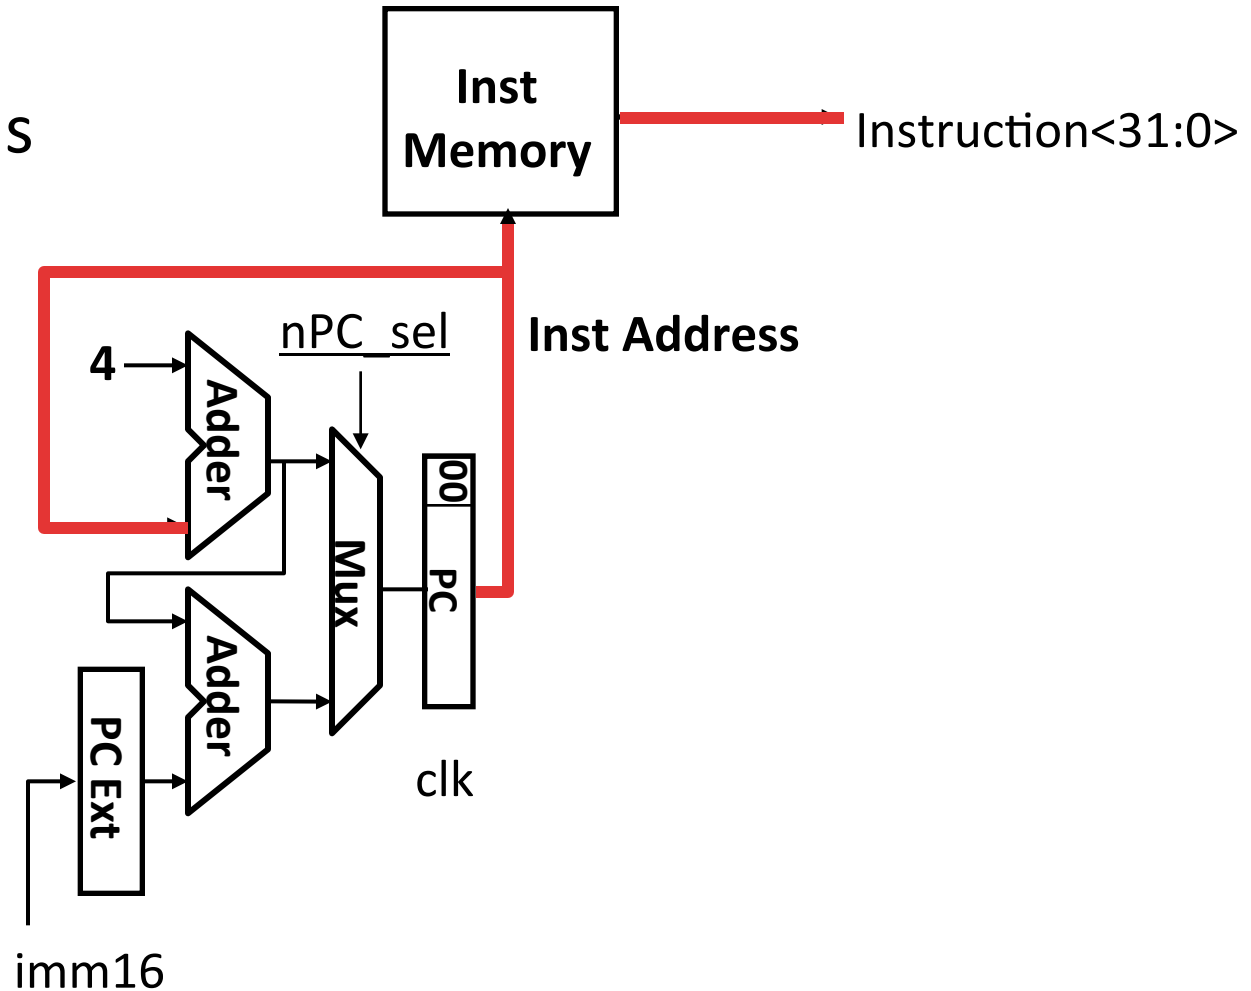 Inst
Memory
S
Instruction<31:0>
nPC_sel
Inst Address
4
Adder
00
Mux
PC
Adder
PC Ext
clk
imm16